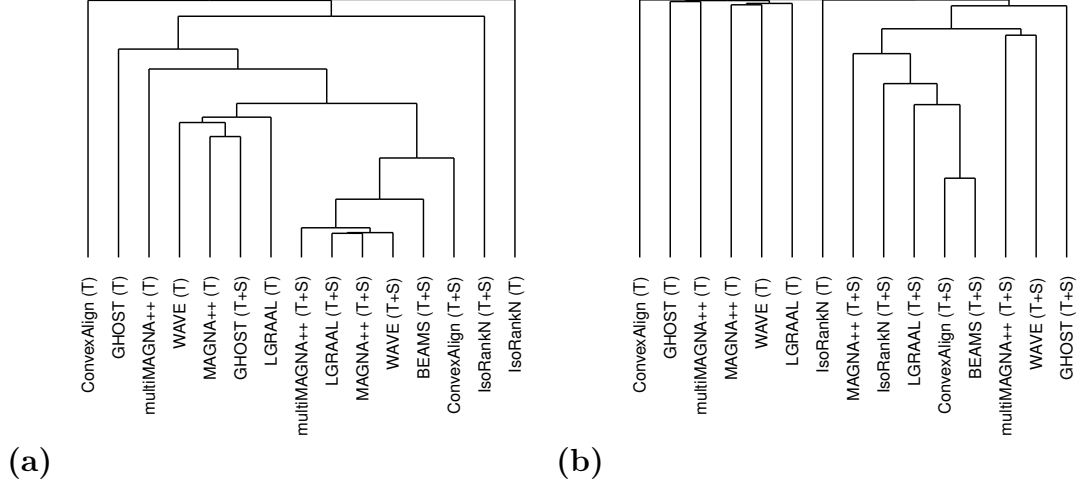 ConvexAlign (T)
GHOST (T)
multiMAGNA++ (T)
WAVE (T)
MAGNA++ (T)
GHOST (T+S)
LGRAAL (T)
multiMAGNA++ (T+S)
LGRAAL (T+S)
MAGNA++ (T+S)
WAVE (T+S)
BEAMS (T+S)
ConvexAlign (T+S)
IsoRankN (T+S)
IsoRankN (T)
(a)
ConvexAlign (T)
GHOST (T)
multiMAGNA++ (T)
MAGNA++ (T)
WAVE (T)
LGRAAL (T)
IsoRankN (T)
MAGNA++ (T+S)
IsoRankN (T+S)
LGRAAL (T+S)
ConvexAlign (T+S)
BEAMS (T+S)
multiMAGNA++ (T+S)
WAVE (T+S)
GHOST (T+S)
(b)